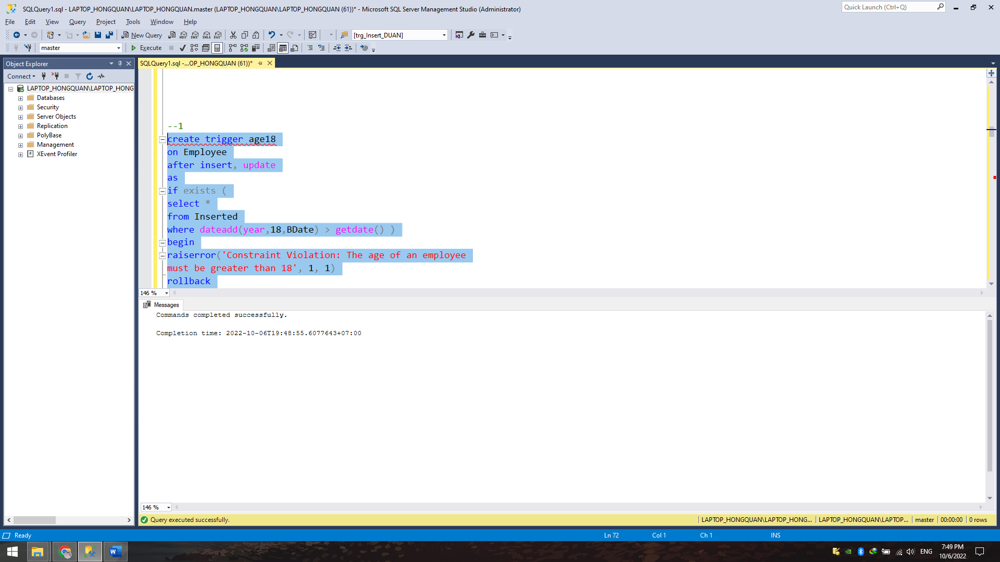 SQLQuery1.sql - LAPTOP_HONGQUAN\LAPTOP_HONGQUAN.master (LAPTOP_HONGQUAN\LAPTOP_HONGQUAN (61))* - Microsoft SQL Server Management Studio (Administrator)
Quick Launch (Ctrl+Q)
File Edit View Query Project Tools Window Help
New Query
MDX DMX XMLA DAX
[trg_Insert_DUAN]
master
Execute
Object Explorer
SQLQuery1.sql -...OP_HONGQUAN (61))*
Connect
LAPTOP_HONGQUAN\LAPTOP_HONG
Databases
Security
Server Objects
Replication
PolyBase
Management
XEvent Profiler
--1
create trigger age18
on Employee
after insert, update
as
if exists (
select *
from Inserted
where dateadd(year,18,BDate) > getdate() )
begin
raiserror('Constraint Violation: The age of an employee
must be greater than 18', 1, 1)
rollback
146 %
Messages
Commands completed successfully.
Completion time: 2022-10-06T19:48:55.6077643+07:00
146 %
Query executed successfully.
LAPTOP_HONGQUAN\LAPTOP_HONG... LAPTOP_HONGQUAN\LAPTOP... master 00:00:00 0 rows
Ready
Ln 72 Col 1 Ch 1 INS
ENG
7:49 PM
10/6/2022